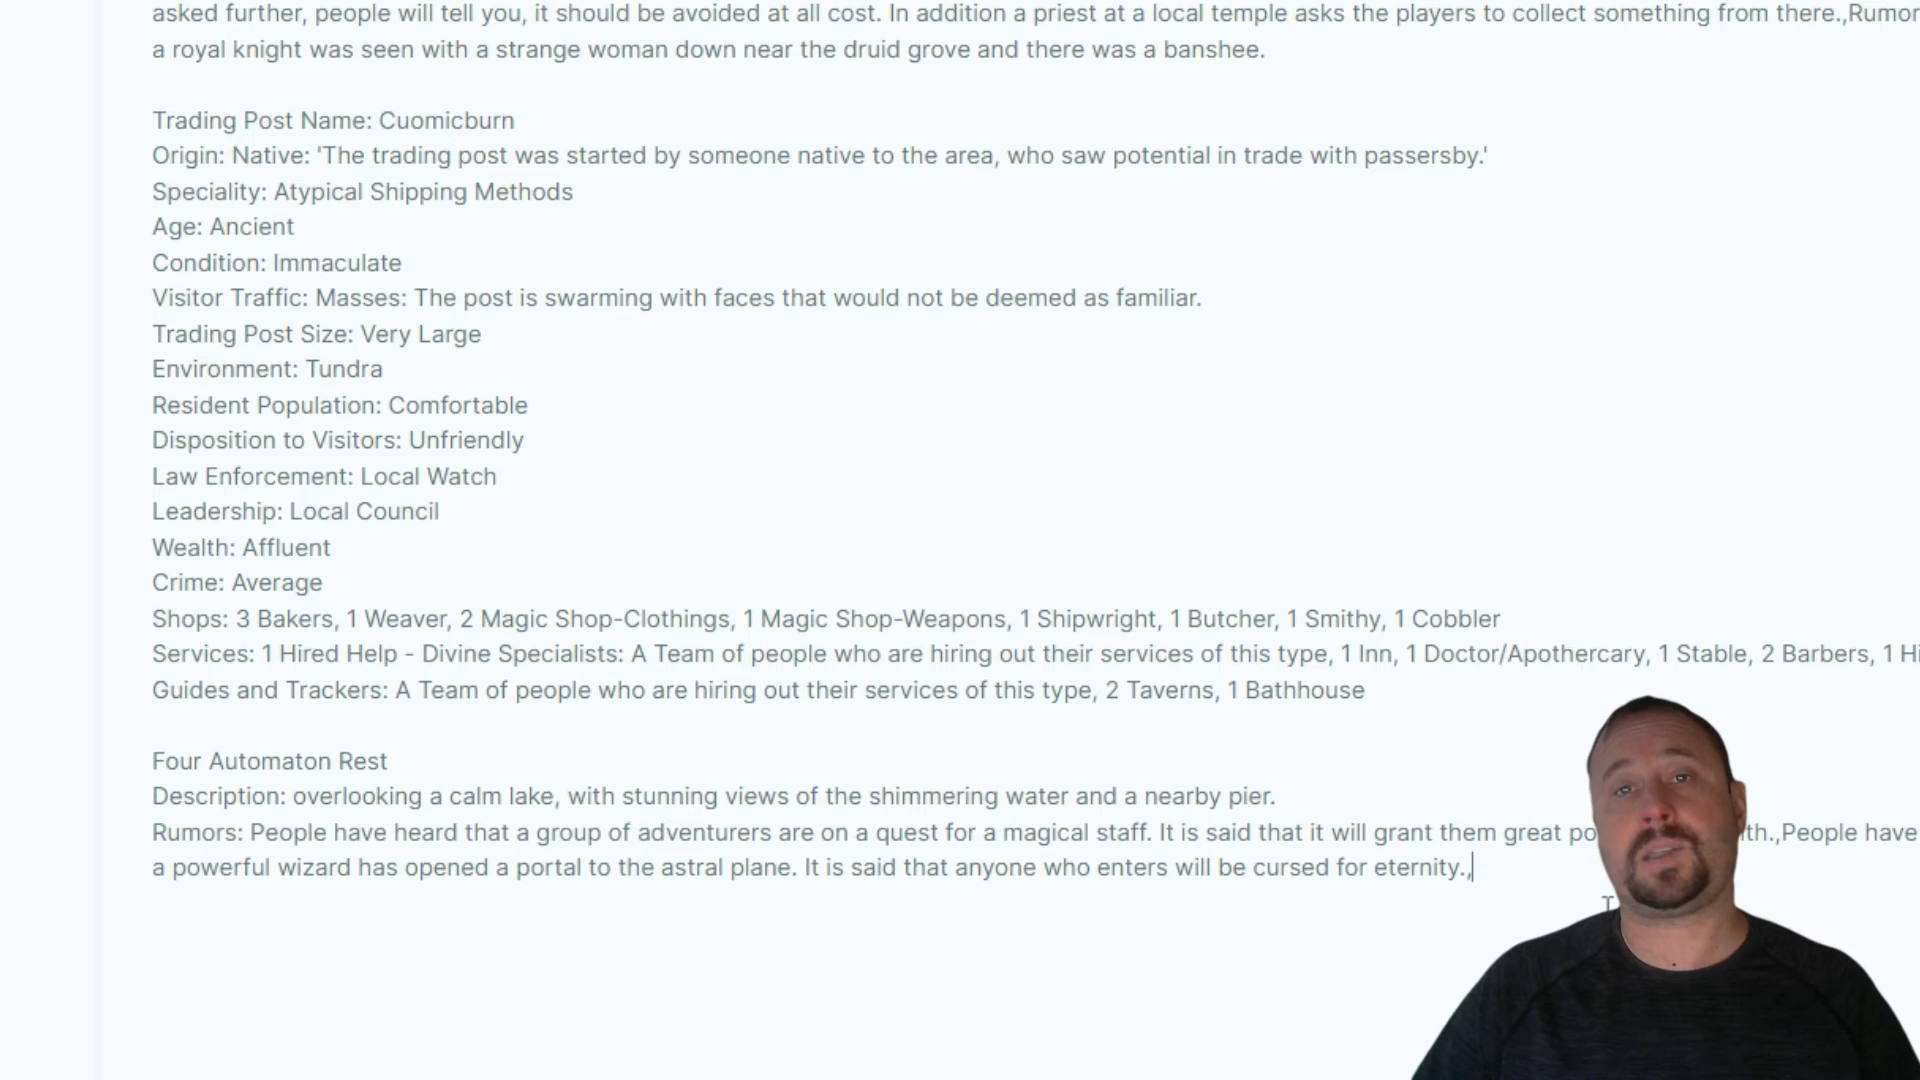 asked further, people will tell you, it should be avoided at all cost. In addition a priest at a local temple asks the players to collect something from there.,Rumor
a royal knight was seen with a strange woman down near the druid grove and there was a banshee.
Trading Post Name: Cuomicburn
Origin: Native: 'The trading post was started by someone native to the area, who saw potential in trade with passersby.'
Speciality: Atypical Shipping Methods
Age: Ancient
Condition: Immaculate
Visitor Traffic: Masses: The post is swarming with faces that would not be deemed as familiar.
Trading Post Size: Very Large
Environment: Tundra
Resident Population: Comfortable
Disposition to Visitors: Unfriendly
Law Enforcement: Local Watch
Leadership: Local Council
Wealth: Affluent
Crime: Average
Shops: 3 Bakers, 1 Weaver, 2 Magic Shop-Clothings, 1 Magic Shop-Weapons, 1 Shipwright, 1 Butcher, 1 Smithy, 1 Cobbler
Services: 1 Hired Help - Divine Specialists: A Team of people who are hiring out their services of this type, 1 Inn, 1 Doctor/Apothercary, 1 Stable, 2 Barbers, 1
Guides and Trackers: A Team of people who are hiring out their services of this type, 2 Taverns, 1 Bathhouse
Four Automaton Rest
Description: overlooking a calm lake, with stunning views of the shimmering water and a nearby pier.
Rumors: People have heard that a group of adventurers are on a quest for a magical staff. It is said that it will grant them great .,People have
a powerful wizard has opened a portal to the astral plane. It is said that anyone who enters will be cursed for eternity.,